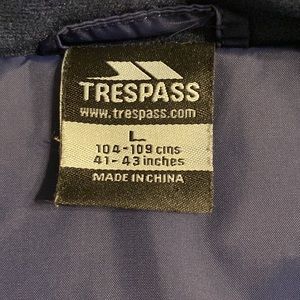 TRESPASS
www.trespass.com
L
104-109 cms
41-43 inches
MADE IN CHINA